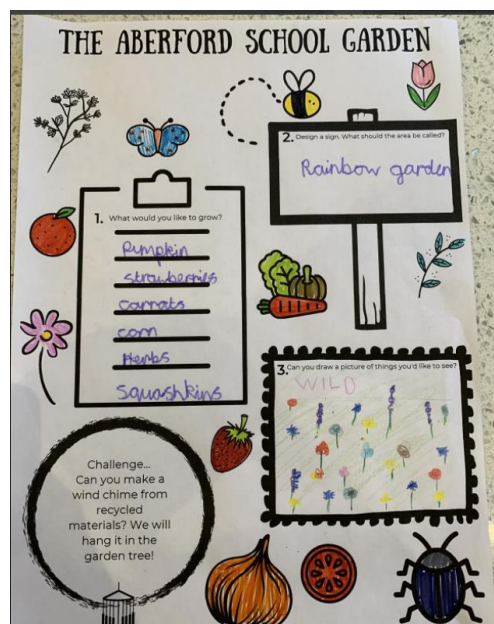 THE ABERFORD SCHOOL GARDEN
2. Design a sign. What should the area be called?
Rainbow garden
1. What would you like to grow?
Pumpkin
strawberries
carrats
corn
Herbs
Squashkins
3. Can you draw a picture of things you'd like to see?
WILD
Challenge...
Can you make a
wind chime from
recycled
materials? We will
hang it in the
garden tree!